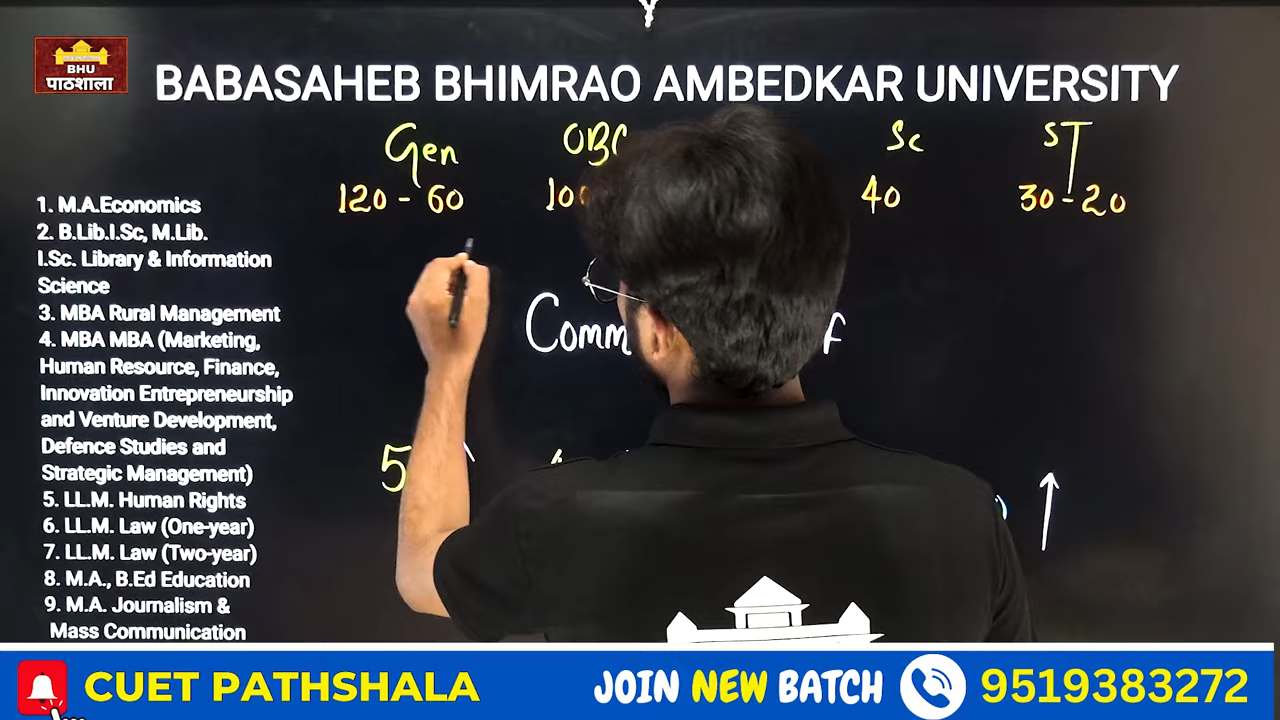 BHU
पाठशाला
BABASAHEB BHIMRAO AMBEDKAR UNIVERSITY
Gen SC ST
120 - 60 40 30 - 20
1. M.A.Economics
2. B.Lib.I.Sc, M.Lib.
I.Sc. Library & Information
Science
3. MBA Rural Management
4. MBA MBA (Marketing,
Human Resource, Finance,
Innovation Entrepreneurship
and Venture Development,
Defence Studies and
Strategic Management)
5. LL.M. Human Rights
6. LL.M. Law (One-year)
7. LL.M. Law (Two-year)
8. M.A., B.Ed Education
9. M.A. Journalism &
Mass Communication
CUET PATHSHALA JOIN NEW BATCH 9519383272